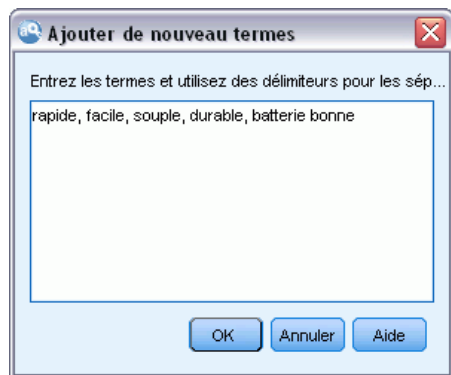 Ajouter de nouveau termes
Entrez les termes et utilisez des délimiteurs pour les sép...
rapide, facile, souple, durable, batterie bonne
OK Annuler Aide